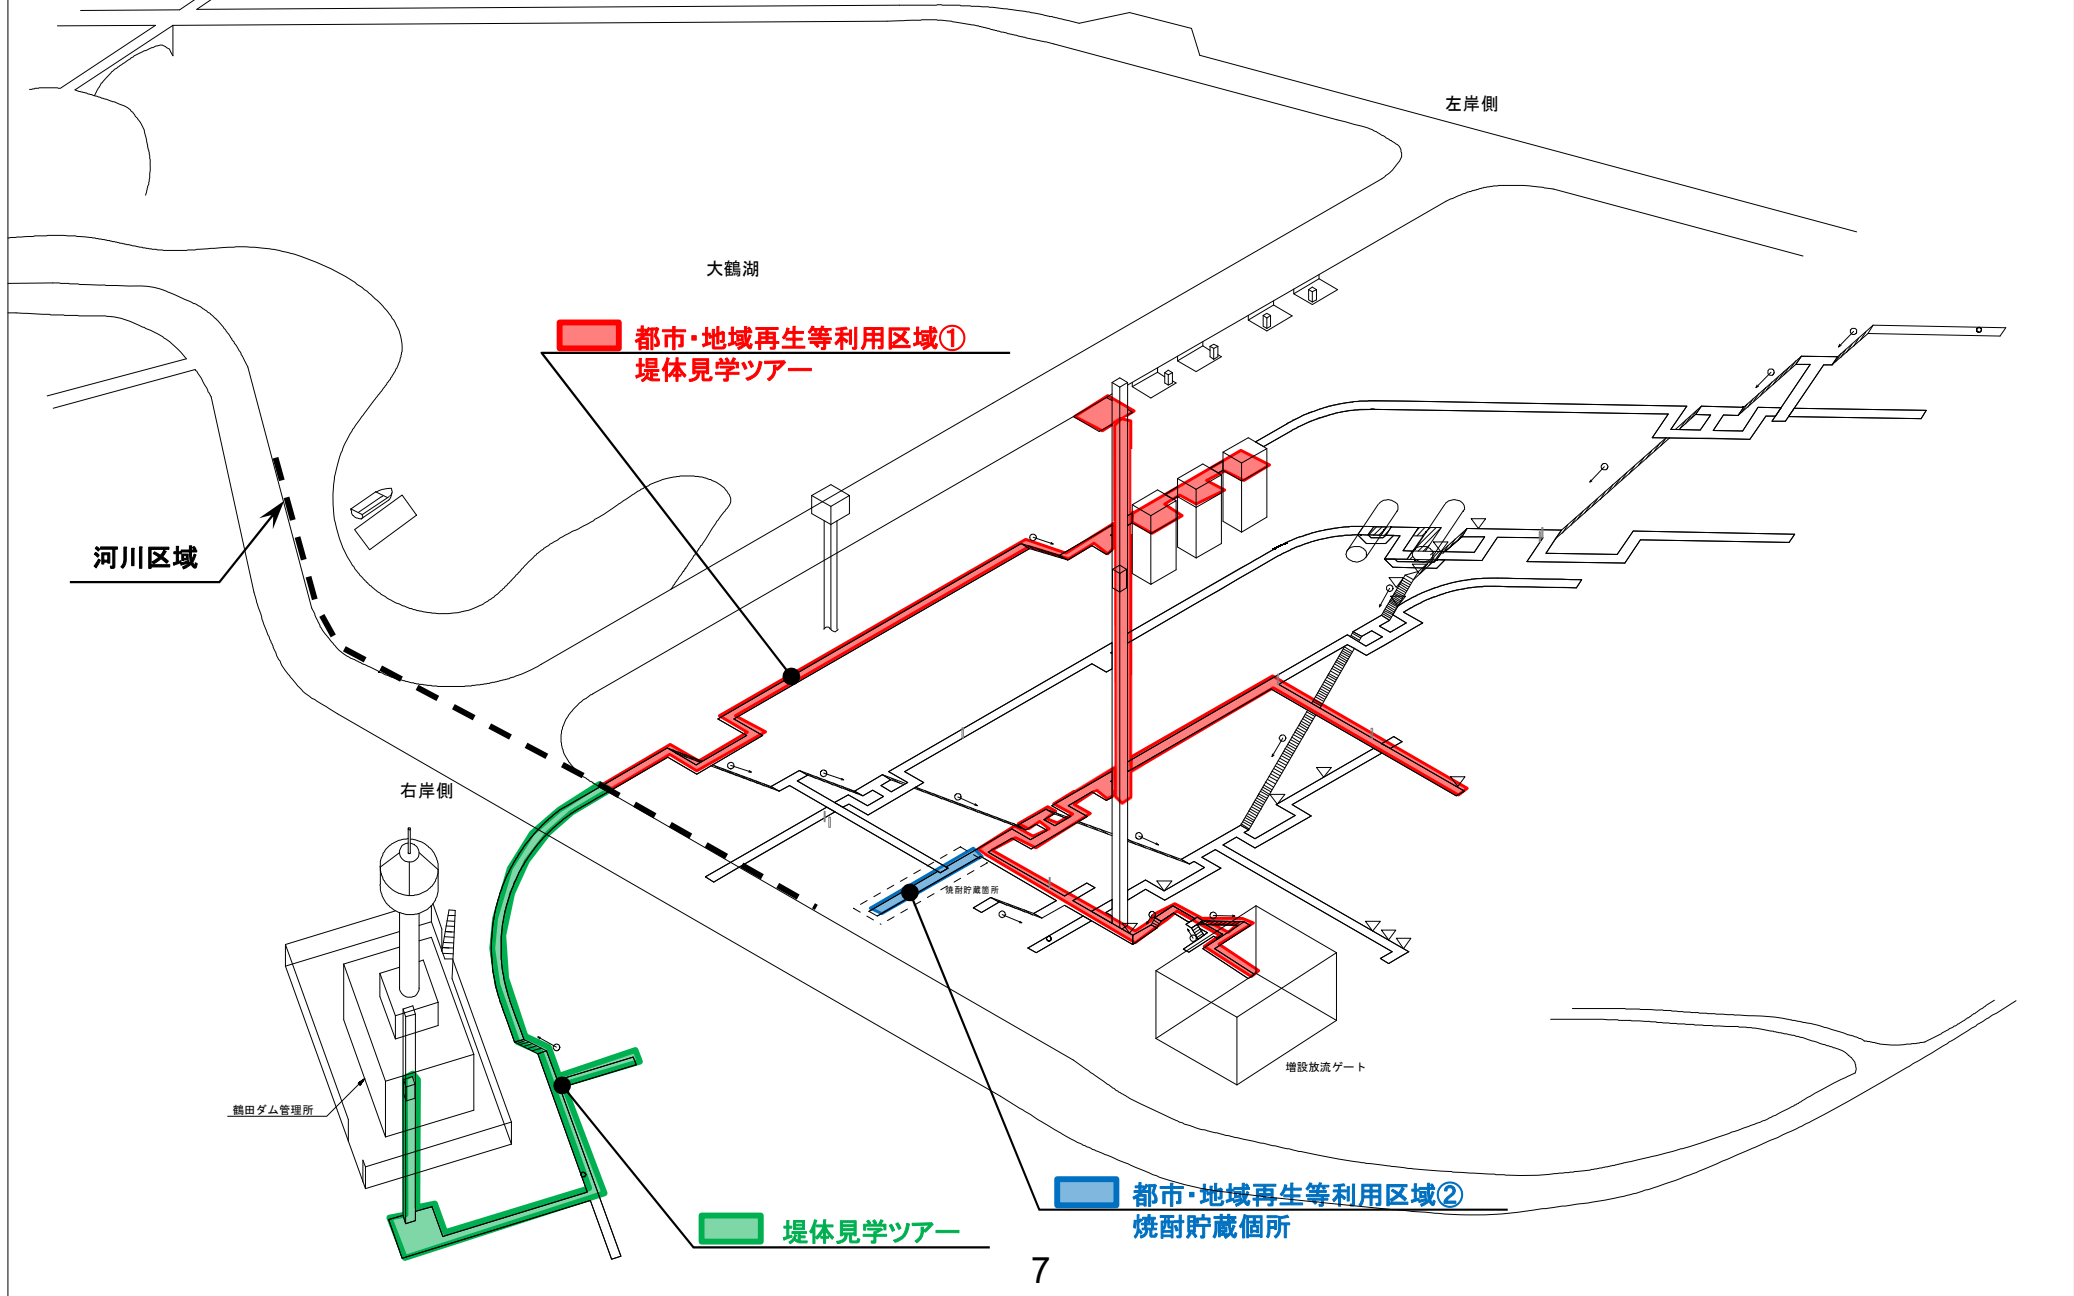 左岸側
大鶴湖
都市・地域再生等利用区域①
堤体見学ツアー
河川区域
右岸側
焼酎貯蔵箇所
増設放流ゲート
鶴田ダム管理所
都市・地域再生等利用区域②
焼酎貯蔵個所
堤体見学ツアー
7